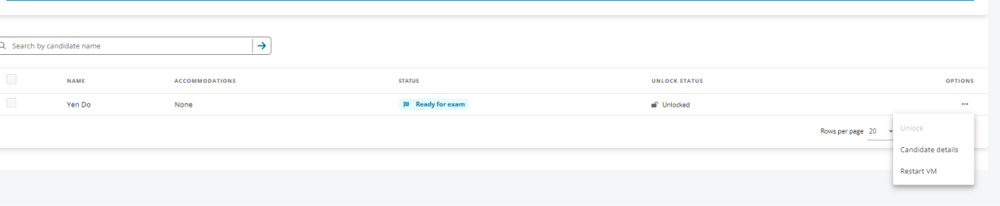 Search by candidate name
NAME ACCOMMODATIONS STATUS UNLOCK STATUS OPTIONS
Yen Do None Ready for exam Unlocked
Rows per page 20
Unlock
Candidate details
Restart VM